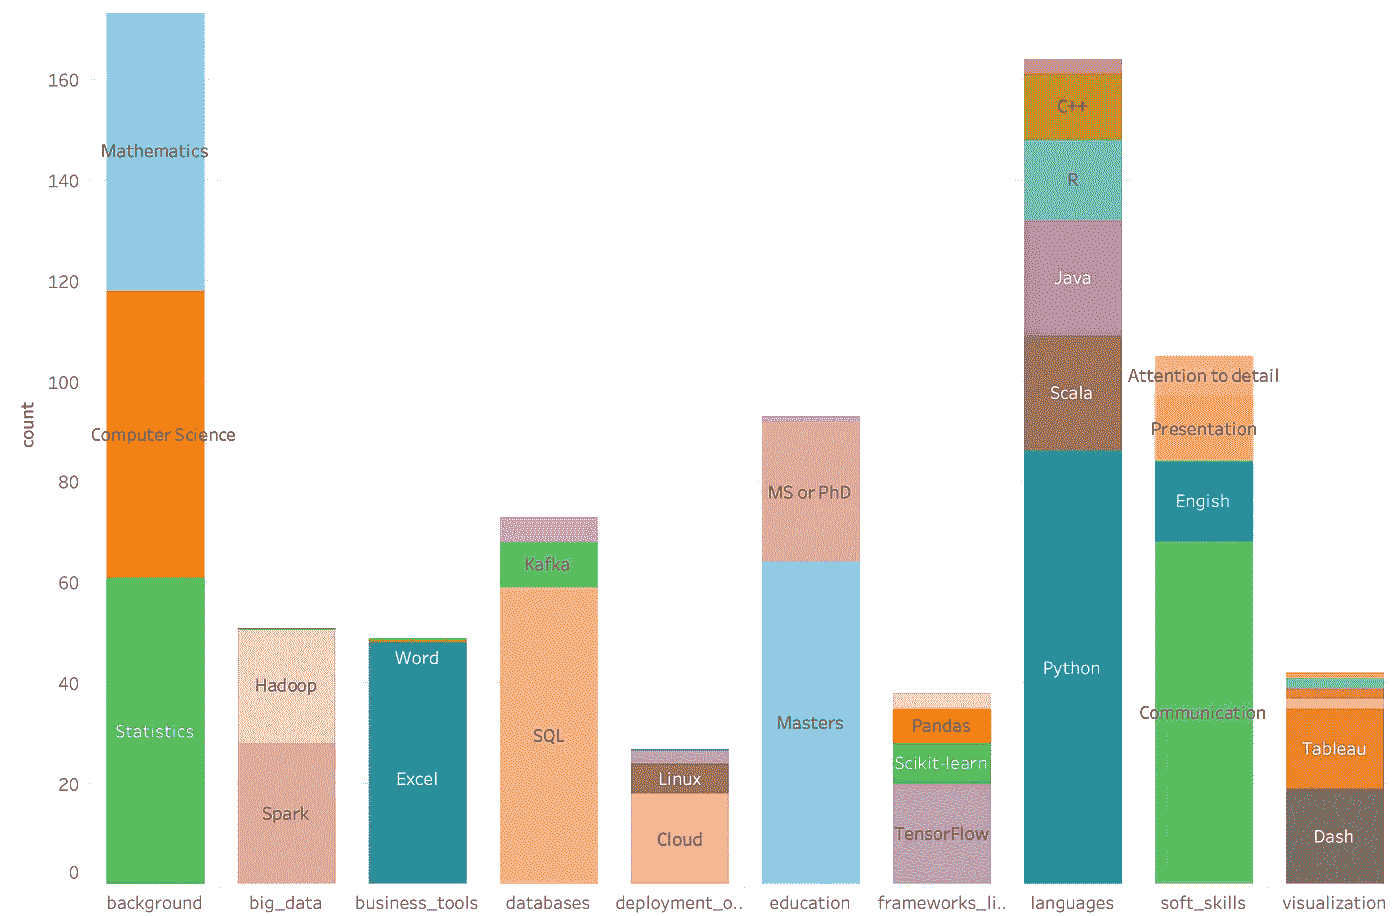 160
140
120
100
80
60
40
20
0
count
Mathematics
Computer Science
Statistics
Hadoop
Spark
Word
Excel
Kafka
SQL
Linux
Cloud
MS or PhD
Masters
Pandas
Scikit-learn
TensorFlow
C++
R
Java
Scala
Python
Attention to detail
Presentation
Engish
Communication
Tableau
Dash
background big_data business_tools databases deployment_o.. education frameworks_li.. languages soft_skills visualization